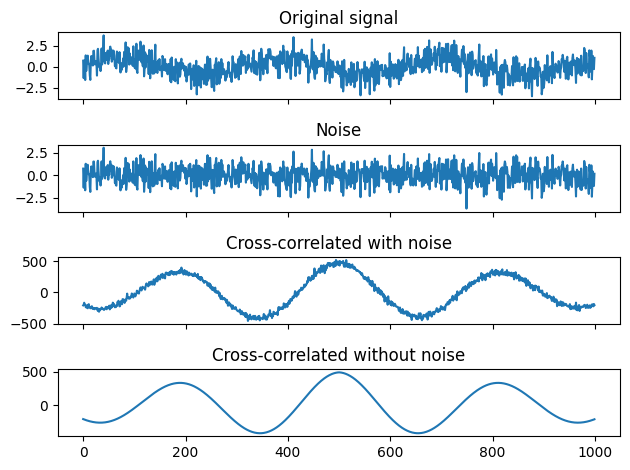 Original signal
2.5
0.0
−2.5
Noise
2.5
0.0
−2.5
Cross-correlated with noise
500
0
−500
Cross-correlated without noise
500
0
0 200 400 600 800 1000